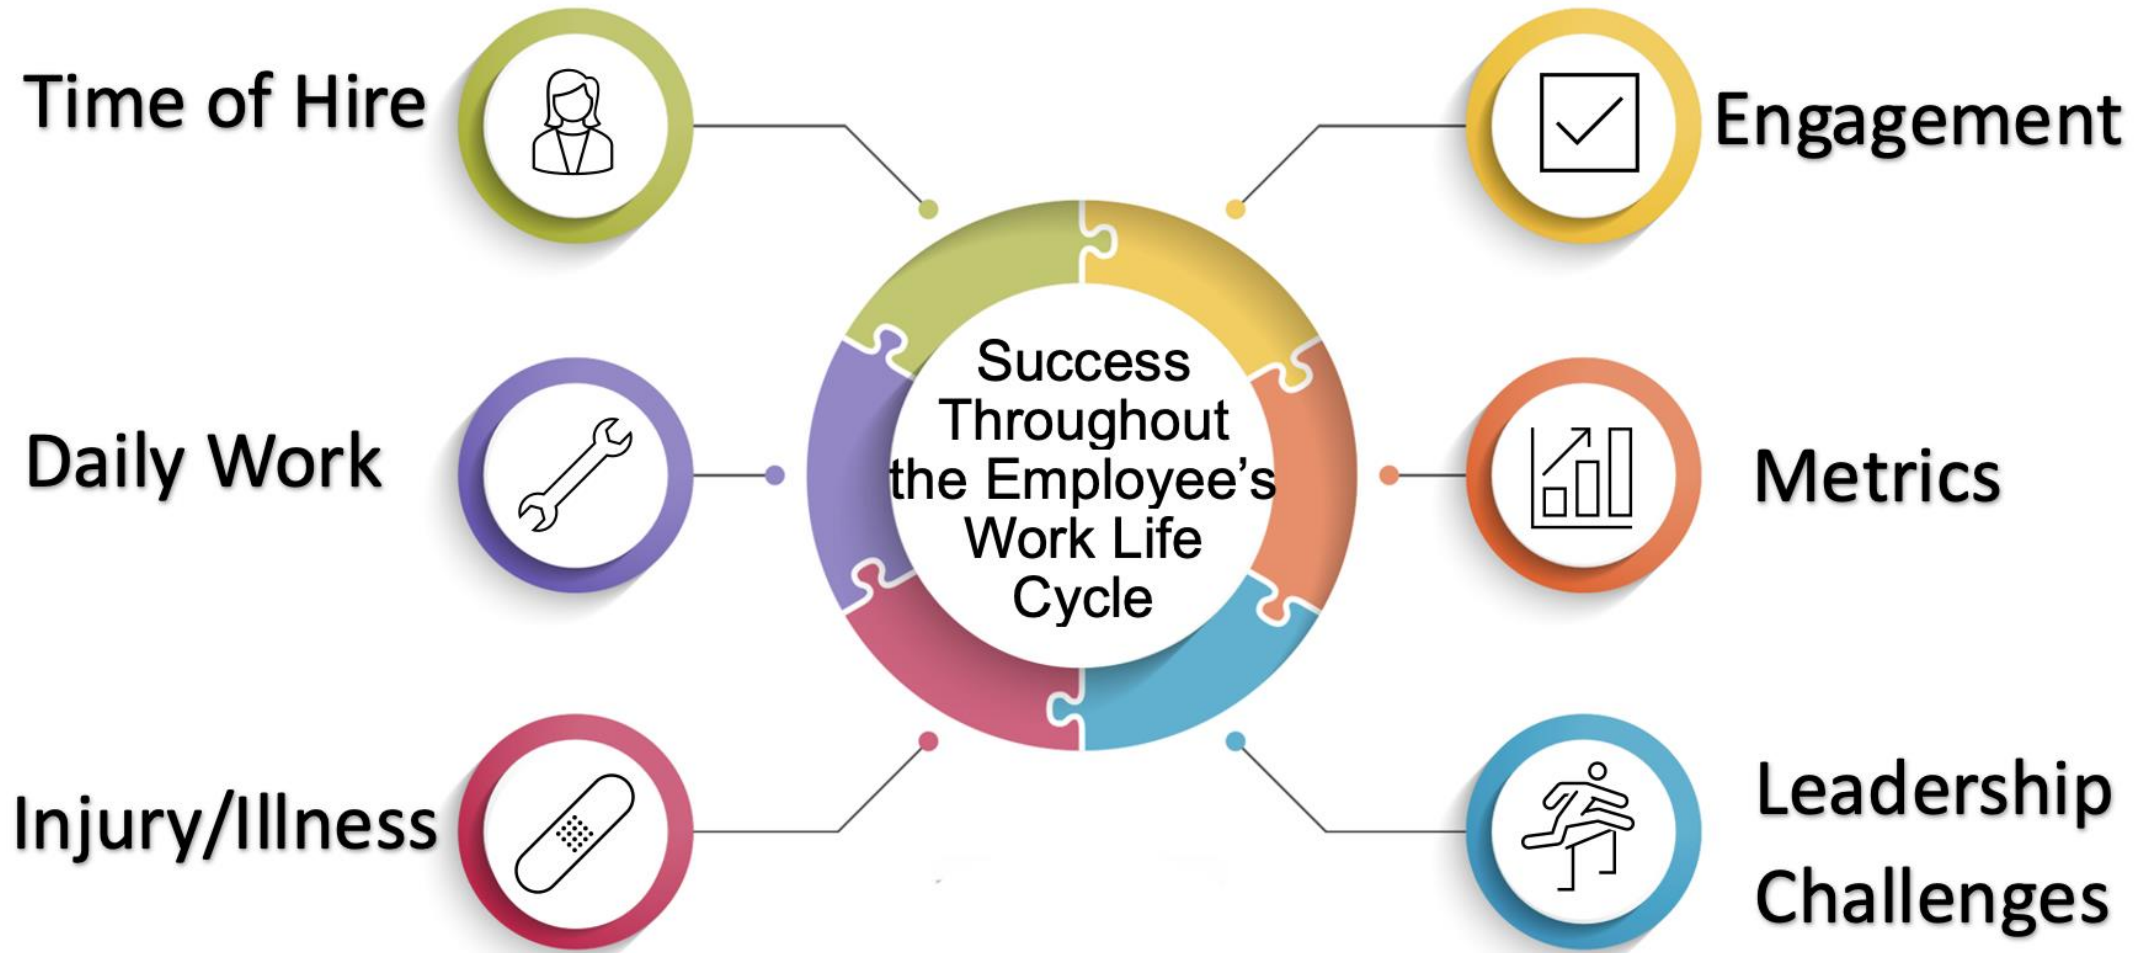 Time of Hire
Engagement
Success
Throughout
the Employee’s
Work Life
Cycle
Daily Work
Metrics
Injury/Illness
Leadership
Challenges